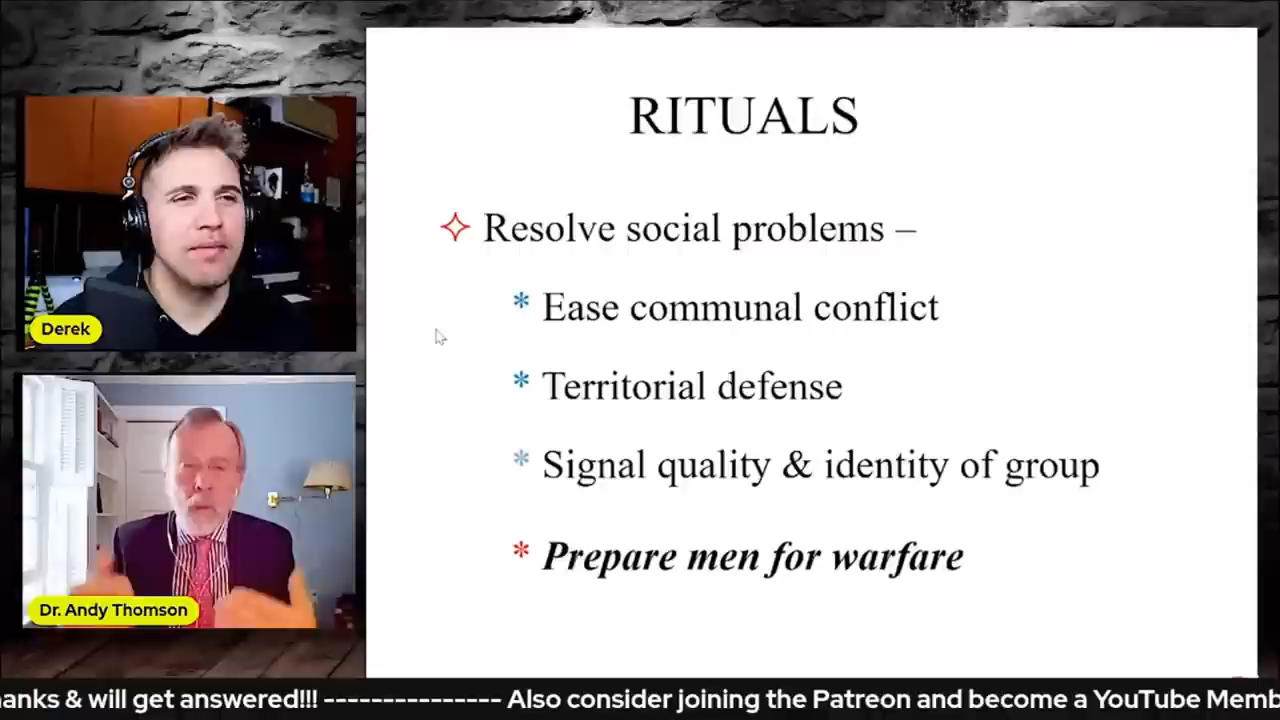 RITUALS
Resolve social problems –
* Ease communal conflict
* Territorial defense
* Signal quality & identity of group
* Prepare men for warfare
Derek
Dr. Andy Thomson
anks & will get answered!!! --------------- Also consider joining the Patreon and become a YouTube Memb